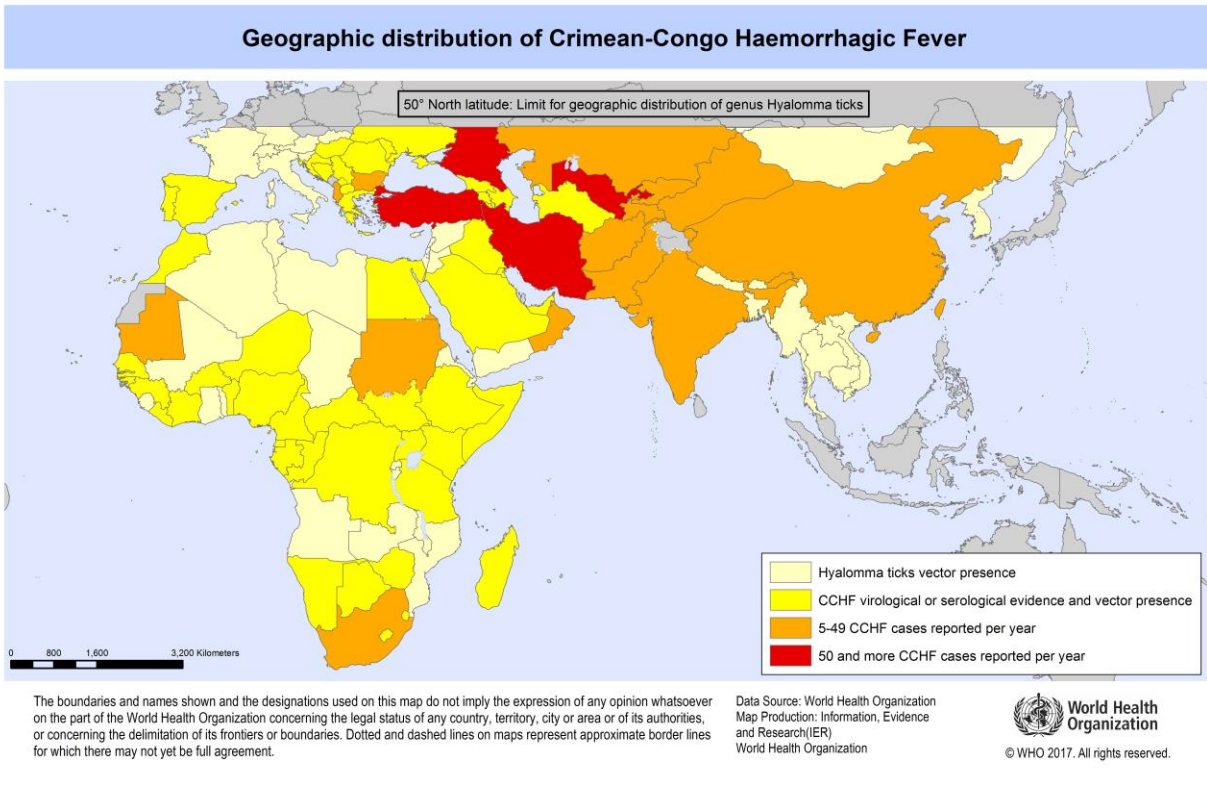 Geographic distribution of Crimean-Congo Haemorrhagic Fever
50° North latitude: Limit for geographic distribution of genus Hyalomma ticks
Hyalomma ticks vector presence
CCHF virological or serological evidence and vector presence
5-49 CCHF cases reported per year
50 and more CCHF cases reported per year
0 800 1,600 3,200 Kilometers
The boundaries and names shown and the designations used on this map do not imply the expression of any opinion whatsoever
on the part of the World Health Organization concerning the legal status of any country, territory, city or area or of its authorities,
or concerning the delimitation of its frontiers or boundaries. Dotted and dashed lines on maps represent approximate border lines
for which there may not yet be full agreement.
Data Source: World Health Organization
Map Production: Information, Evidence
and Research(IER)
World Health Organization
World Health
Organization
© WHO 2017. All rights reserved.